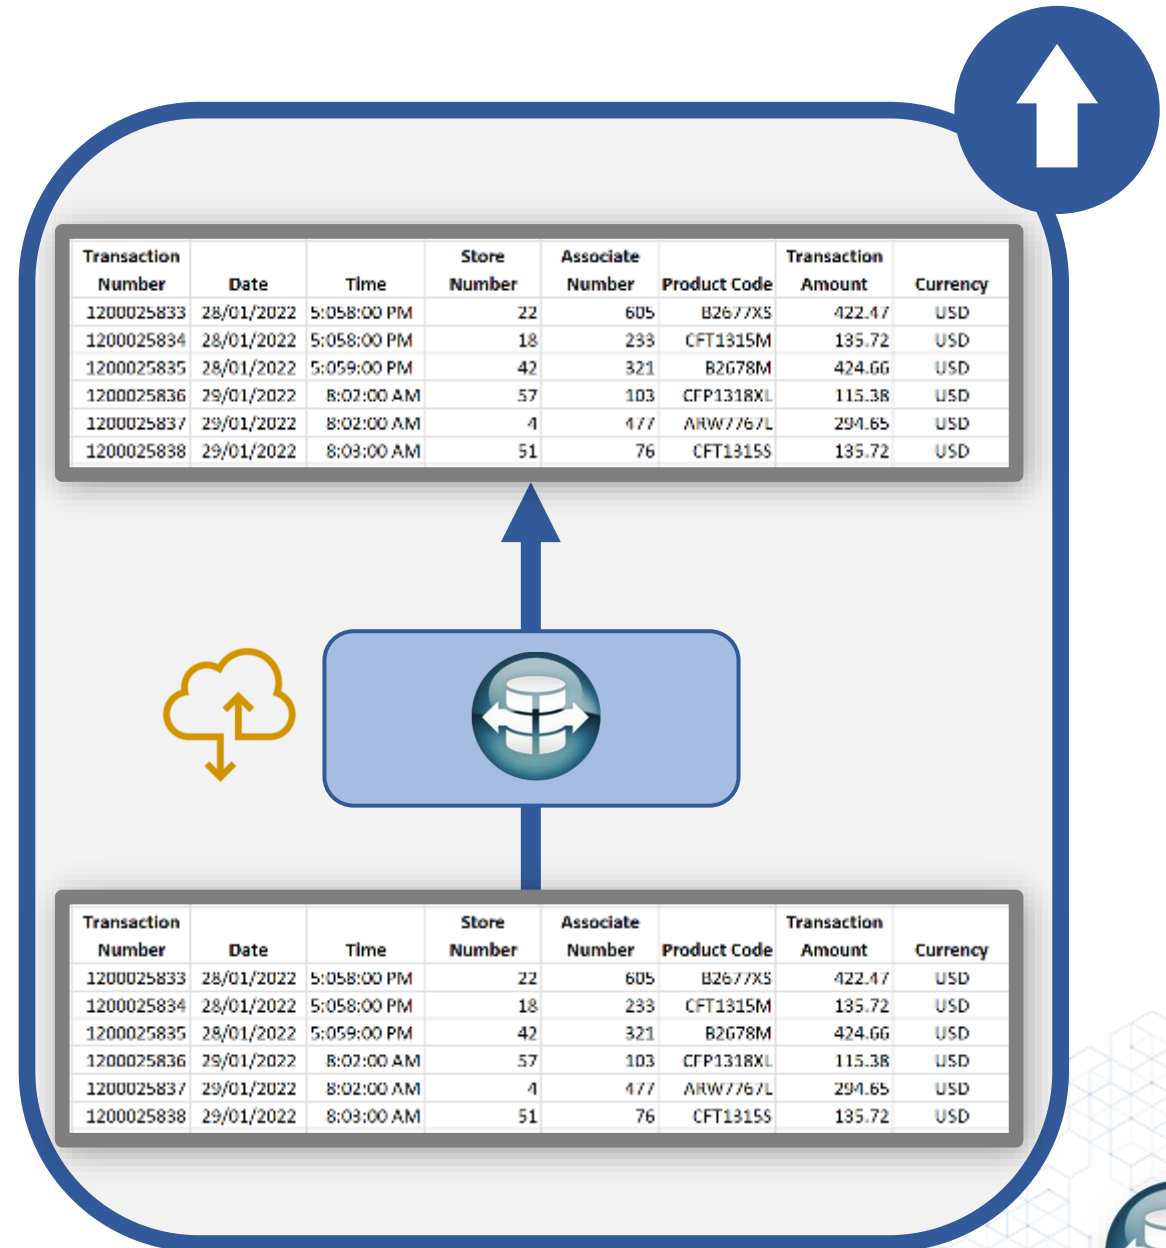 Transaction Number Date Time Store Number Associate Number Product Code Transaction Amount Currency
1200025833 28/01/2022 5:058:00 PM 22 605 B2677XS 422.47 USD
1200025834 28/01/2022 5:058:00 PM 18 233 CFT1315M 135.72 USD
1200025835 28/01/2022 5:059:00 PM 42 321 B2678M 424.66 USD
1200025836 29/01/2022 8:02:00 AM 57 103 CFP1318XL 115.38 USD
1200025837 29/01/2022 8:02:00 AM 4 477 ARW7767L 294.65 USD
1200025838 29/01/2022 8:03:00 AM 51 76 CFT1315S 135.72 USD
Transaction Number Date Time Store Number Associate Number Product Code Transaction Amount Currency
1200025833 28/01/2022 5:058:00 PM 22 605 B2677XS 422.47 USD
1200025834 28/01/2022 5:058:00 PM 18 233 CFT1315M 135.72 USD
1200025835 28/01/2022 5:059:00 PM 42 321 B2678M 424.66 USD
1200025836 29/01/2022 8:02:00 AM 57 103 CFP1318XL 115.38 USD
1200025837 29/01/2022 8:02:00 AM 4 477 ARW7767L 294.65 USD
1200025838 29/01/2022 8:03:00 AM 51 76 CFT1315S 135.72 USD